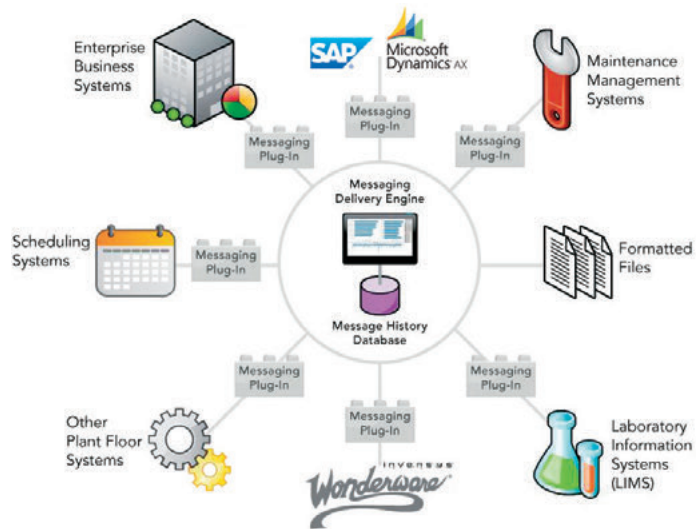 Enterprise
Business
Systems
SAP
Microsoft
Dynamics AX
Maintenance
Management
Systems
Messaging
Plug-In
Messaging
Plug-In
Messaging
Plug-In
Messaging
Delivery Engine
Scheduling
Systems
Messaging
Plug-In
Formatted
Files
Message History
Database
Messaging
Plug-In
Messaging
Plug-In
Messaging
Plug-In
Other
Plant Floor
Systems
invensys
Wonderware
Laboratory
Information
Systems
(LIMS)